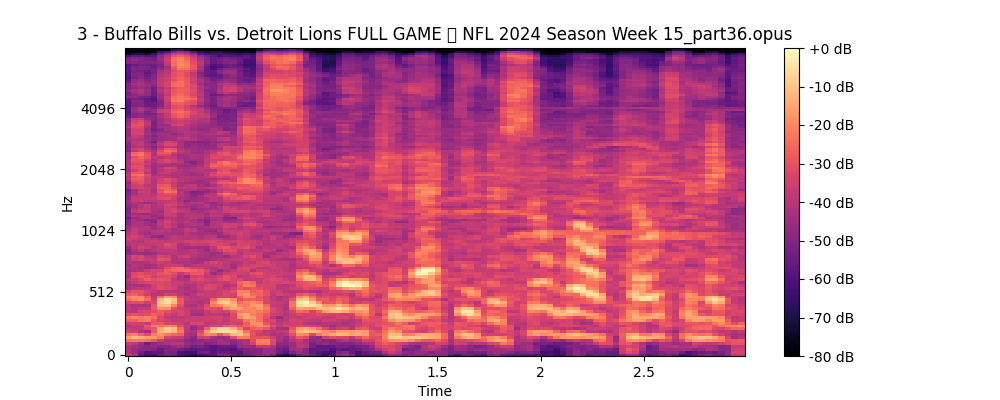 3 - Buffalo Bills vs. Detroit Lions FULL GAME ▯ NFL 2024 Season Week 15_part36.opus
+0 dB
-10 dB
-20 dB
-30 dB
-40 dB
-50 dB
-60 dB
-70 dB
-80 dB
4096
2048
1024
512
0
Hz
0
0.5
1
1.5
2
2.5
Time